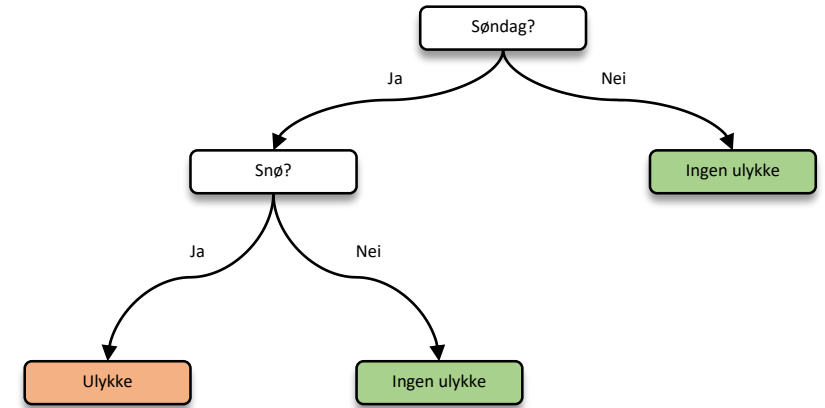 Søndag?
Ja
Nei
Snø?
Ingen ulykke
Ja
Nei
Ulykke
Ingen ulykke